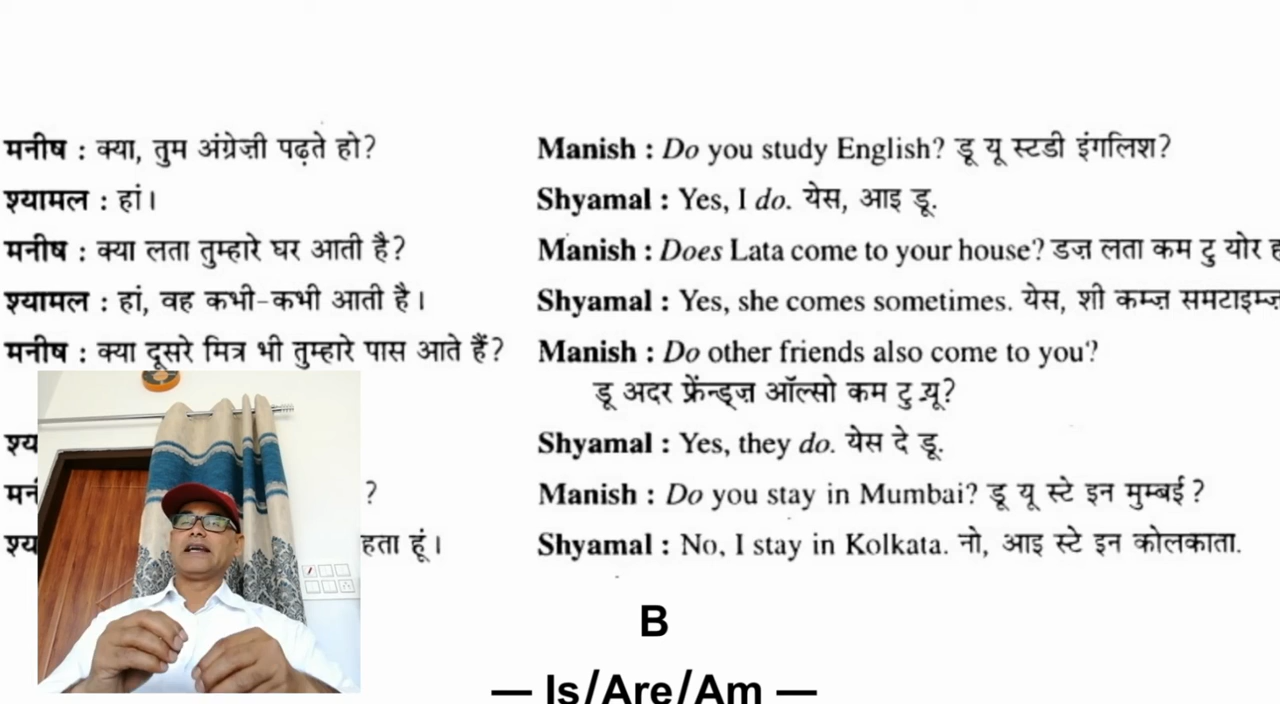 मनीष : क्या, तुम अंग्रेज़ी पढ़ते हो? Manish : Do you study English? डू यू स्टडी इंगलिश?
श्यामल : हां। Shyamal : Yes, I do. येस, आइ डू.
मनीष : क्या लता तुम्हारे घर आती है? Manish : Does Lata come to your house? डज़ लता कम टु योर
श्यामल : हां, वह कभी-कभी आती है। Shyamal : Yes, she comes sometimes. येस, शी कम्ज़ समटाइम्ज़
मनीष : क्या दूसरे मित्र भी तुम्हारे पास आते हैं? Manish : Do other friends also come to you?
डू अदर फ्रेंन्ड्ज़ ऑल्सो कम टु यू?
श्य Shyamal : Yes, they do. येस दे डू.
मनी ? Manish : Do you stay in Mumbai? डू यू स्टे इन मुम्बई?
श्य हता हूं। Shyamal : No, I stay in Kolkata. नो, आइ स्टे इन कोलकाता.
B
— Is/Are/Am —